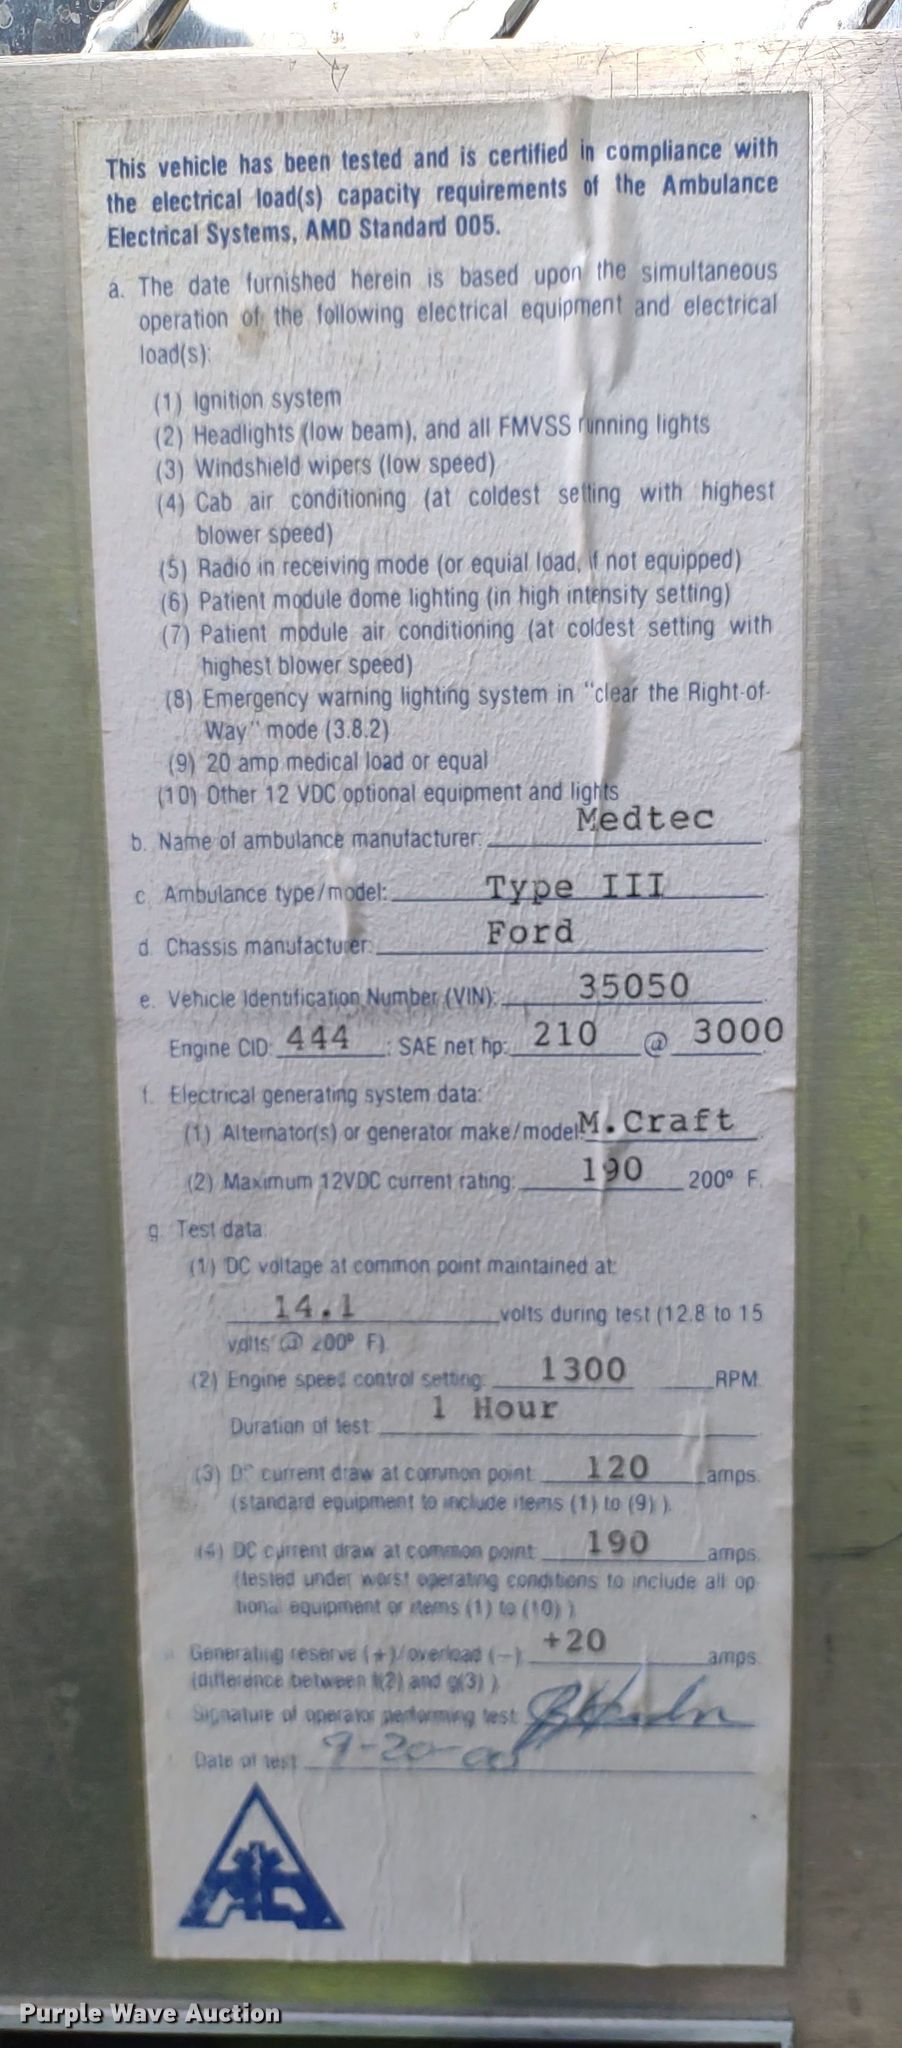 This vehicle has been tested and is certified in compliance with
the electrical load(s) capacity requirements of the Ambulance
Electrical Systems, AMD Standard 005.
a. The date furnished herein is based upon the simultaneous
operation of the following electrical equipment and electrical
load(s):
(1) Ignition system
(2) Headlights (low beam), and all FMVSS running lights
(3) Windshield wipers (low speed)
(4) Cab air conditioning (at coldest setting with highest
blower speed)
(5) Radio in receiving mode (or equial load, if not equipped)
(6) Patient module dome lighting (in high intensity setting)
(7) Patient module air conditioning (at coldest setting with
highest blower speed)
(8) Emergency warning lighting system in "clear the Right-of-
Way" mode (3.8.2)
(9) 20 amp medical load or equal
(10) Other 12 VDC optional equipment and lights
b. Name of ambulance manufacturer: Medtec
c. Ambulance type/model: Type III
d. Chassis manufacturer: Ford
e. Vehicle Identification Number (VIN): 35050
Engine CID: 444 : SAE net hp: 210 @ 3000
f. Electrical generating system data:
(1) Alternator(s) or generator make/model: M.Craft
(2) Maximum 12VDC current rating: 190 200° F.
g. Test data:
(1) DC voltage at common point maintained at:
14.1 volts during test (12.8 to 15
volts @ 200° F).
(2) Engine speed control setting: 1300 RPM.
Duration of test: 1 Hour
(3) DC current draw at common point: 120 amps.
(standard equipment to include items (1) to (9) ).
(4) DC current draw at common point: 190 amps.
(tested under worst operating conditions to include all op
tional equipment or items (1) to (10) )
Generating reserve (+)/overload (-) +20 amps
(difference between f(2) and g(3) )
Signature of operator performing test
Date of test 9-20-00
Purple Wave Auction